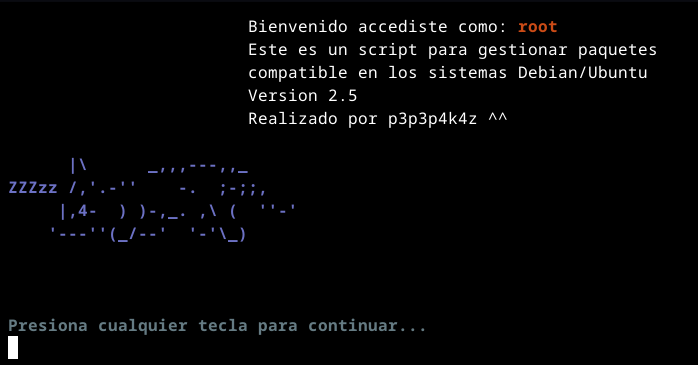 Bienvenido accediste como: root
Este es un script para gestionar paquetes
compatible en los sistemas Debian/Ubuntu
Version 2.5
Realizado por p3p3p4k4z ^^
      |\      _,,,---,,_
ZZZzz /,'.-''    -.  ;-;;,
     |,4-  ) )-,_. ,\ (  ''-'
    '---''(_/--'  '-'\_)
Presiona cualquier tecla para continuar...